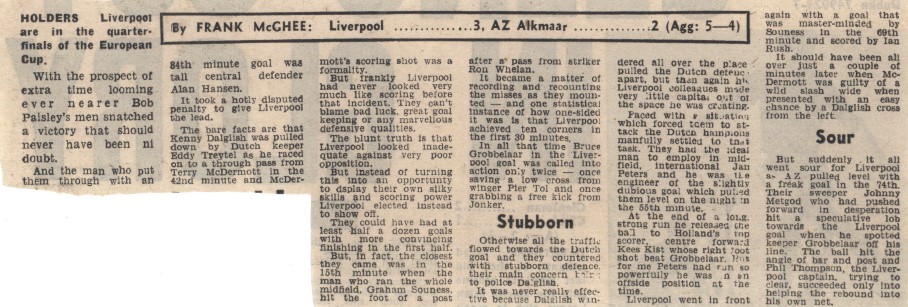 HOLDERS Liverpool
are in the quarter-
finals of the European
Cup.
With the prospect of
extra time looming
ever nearer Bob
Paisley's men snatched
a victory that should
never have been ni
doubt.
And the man who put
them through with an
By FRANK McGHEE: Liverpool ..............3, AZ Alkmaar ..............2 (Agg: 5—4)
84th minute goal was
tall central defender
Alan Hansen.
It took a hotly disputed
penalty to give Liverpool
the lead.
The bare facts are that
Kenny Dalglish was pulled
down by Dutch keeper
Eddy Treytel as he raced
on to a through pass from
Terry McDermott in the
42nd minute and McDer-
mott's scoring shot was a
formality.
But frankly Liverpool
had never looked very
much like scoring before
that incident. They can't
blame bad luck, great goal
keeping or any marvellous
defensive qualities.
The blunt truth is that
Liverpool looked inade-
quate against very poor
opposition.
But instead of turning
this into an opportunity
to dsplay their own silky
skills and scoring power
Liverpool elected instead
to show off.
They could have had at
least half a dozen goals
with more convincing
finishing in the first half.
But, in fact, the closest
they came was in the
15th minute when the
man who ran the whole
midfield, Graham Souness,
hit the foot of a post
after a pass from striker
Ron Whelan.
It became a matter of
recording and recounting
the misses as they moun-
ted — and one statistical
instance of how one-sided
it was is that Liverpool
achieved ten corners in
the first 30 minutes.
In all that time Bruce
Grobbelaar in the Liver-
pool goal was called into
action only twice — once
saving a low cross from
winger Pier Tol and once
grabbing a free kick from
Jonker.
Stubborn
Otherwise all the traffic
flowed towards the Dutch
goal and they countered
with stubborn defence,
their main concern
to police Dalglish.
It was never really effec-
tive because Dalglish wan-
dered all over the place
pulled the Dutch defence
apart, but than again his
Liverpool colleagues made
very little capital out of
the space he was crating.
Faced with a situation
which forced them to at-
tack the Dutch hampions
manfully settled to that
task. They had the ideal
man to employ in mid-
field, international Jan
Peters and he was the
engineer of the slightly
dubious goal which pulled
them level on the night in
the 55th minute.
At the end of a long,
strong run he released the
ball to Holland's top
scorer, centre forward
Kees Kist whose right foot
shot beat Grobbelaar. But
for me Peters had run so
powerfully he was n an
offside position at the
time.
Liverpool went in front
again with a goal that
was master-minded by
Souness in the 69th
minute and scored by Ian
Rush.
It should have been all
over just a couple of
minutes later when Mc-
Dermott was guilty of a
wild slash wide when
presented with an easy
chance by a Dalglish cross
from the left.
Sour
But suddenly it all
went sour for Liverpool
as AZ pulled level with
a freak goal in the 74th.
Their sweeper Johnny
Metgod who had pushed
forward in desperation
hit a speculative lob
towards the Liverpool
goal when he spotted
keeper Grobbelaar off his
line. The ball hit the
angle of bar and post and
Phil Thompson, the Liver-
pool captain, trying to
clear, succeeded only into
helping the rebound into
his own net.